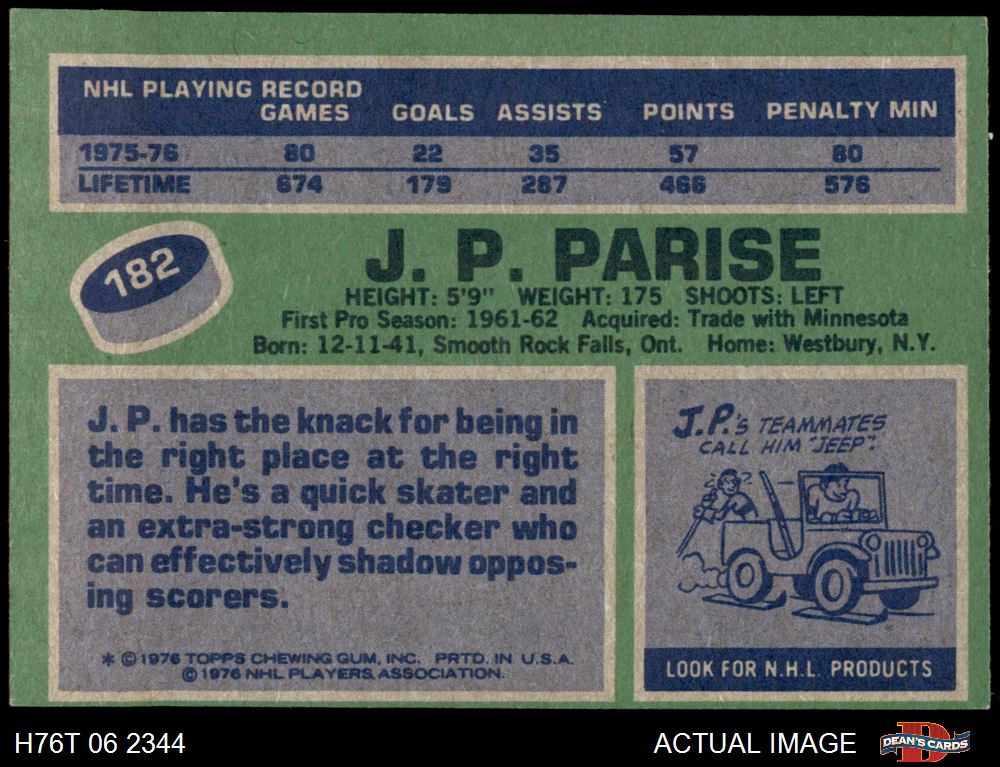 NHL PLAYING RECORD
GAMES GOALS ASSISTS POINTS PENALTY MIN
1975-76 80 22 35 57 80
LIFETIME 674 179 287 466 576
182
J. P. PARISE
HEIGHT: 5'9" WEIGHT: 175 SHOOTS: LEFT
First Pro Season: 1961-62 Acquired: Trade with Minnesota
Born: 12-11-41, Smooth Rock Falls, Ont. Home: Westbury, N.Y.
J. P. has the knack for being in
the right place at the right
time. He's a quick skater and
an extra-strong checker who
can effectively shadow oppos-
ing scorers.
* © 1976 TOPPS CHEWING GUM, INC. PRTD. IN U.S.A.
© 1976 NHL PLAYERS ASSOCIATION.
J.P.'s TEAMMATES
CALL HIM "JEEP".
LOOK FOR N.H.L. PRODUCTS
H76T 06 2344
ACTUAL IMAGE
DEAN'S CARDS